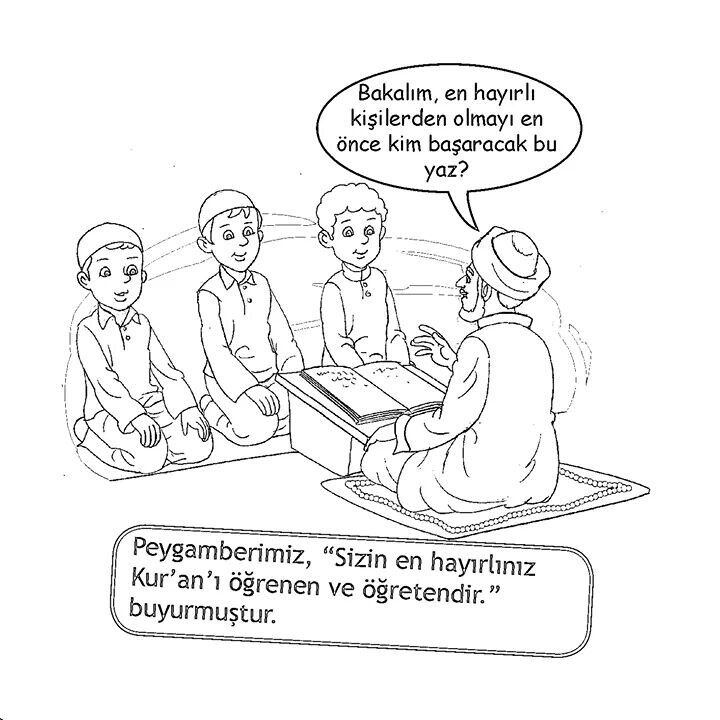 Bakalım, en hayırlı
kişilerden olmayı en
önce kim başaracak bu
yaz?
Peygamberimiz, “Sizin en hayırlınız
Kur’an’ı öğrenen ve öğretendir.”
buyurmuştur.